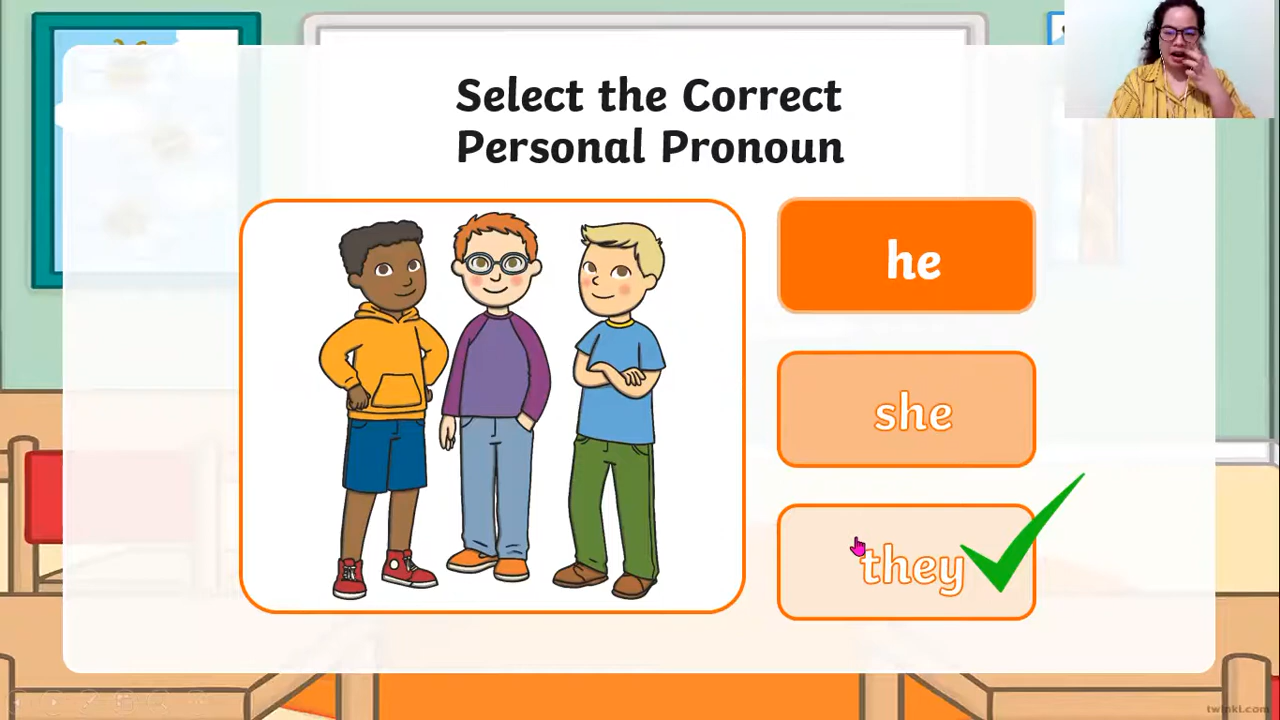 Select the Correct
Personal Pronoun
he
she
they
twinkl.com